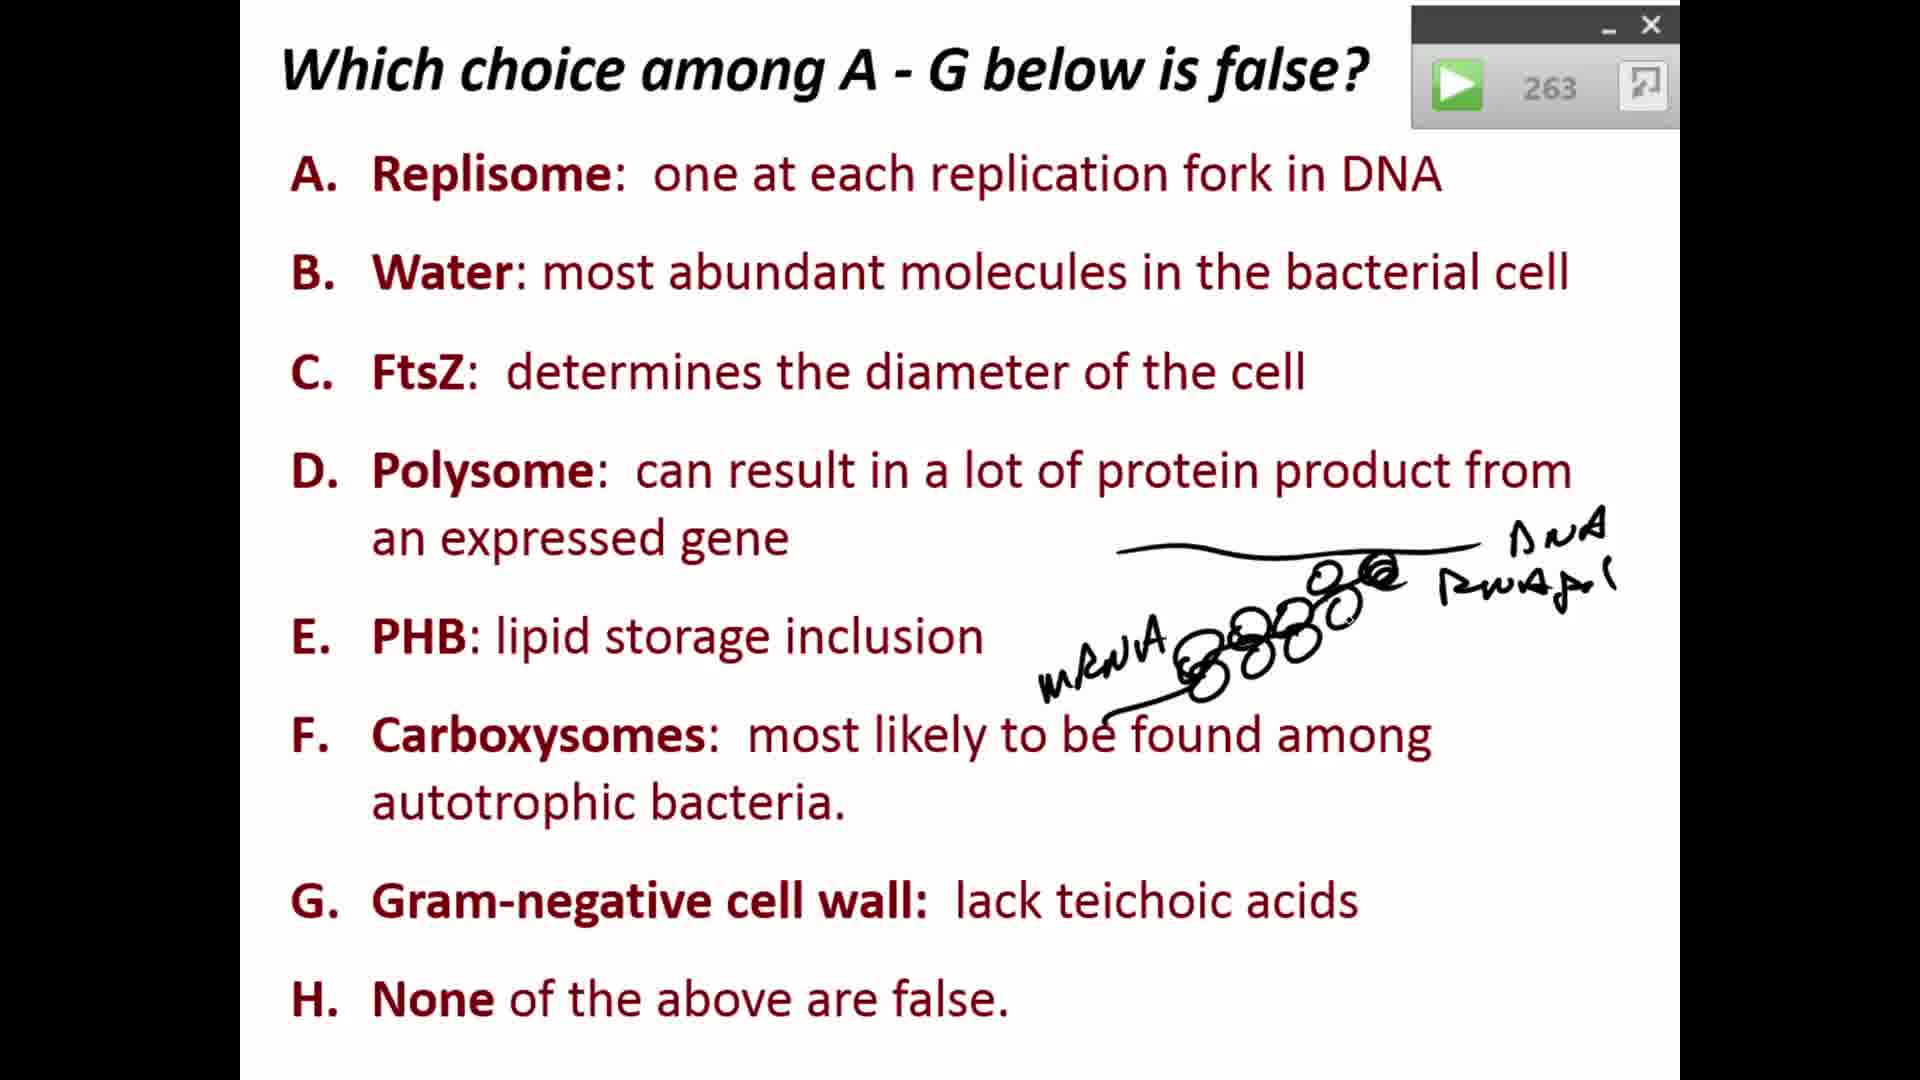 Which choice among A - G below is false?
263
A. Replisome: one at each replication fork in DNA
B. Water: most abundant molecules in the bacterial cell
C. FtsZ: determines the diameter of the cell
D. Polysome: can result in a lot of protein product from
an expressed gene
DNA
RNA pol
E. PHB: lipid storage inclusion
mRNA
F. Carboxysomes: most likely to be found among
autotrophic bacteria.
G. Gram-negative cell wall: lack teichoic acids
H. None of the above are false.